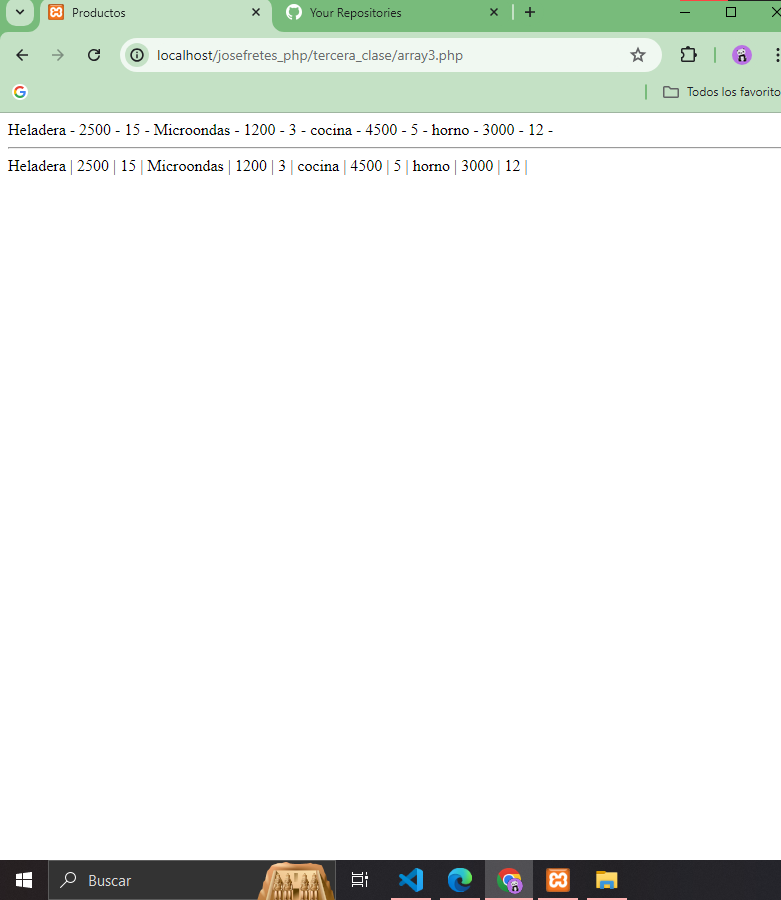 Productos
Your Repositories
localhost/josefretes_php/tercera_clase/array3.php
Todos los favorito
Heladera - 2500 - 15 - Microondas - 1200 - 3 - cocina - 4500 - 5 - horno - 3000 - 12 -
Heladera | 2500 | 15 | Microondas | 1200 | 3 | cocina | 4500 | 5 | horno | 3000 | 12 |
Buscar